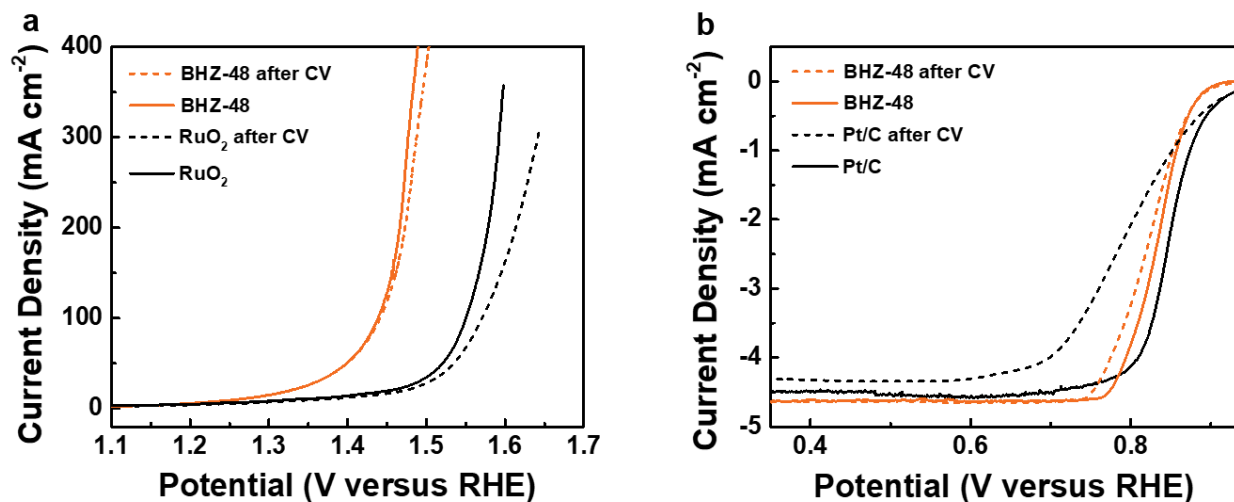 a
400
300
200
100
0
Current Density (mA cm⁻²)
BHZ-48 after CV
BHZ-48
RuO₂ after CV
RuO₂
1.1 1.2 1.3 1.4 1.5 1.6 1.7
Potential (V versus RHE)
b
0
-1
-2
-3
-4
-5
Current Density (mA cm⁻²)
BHZ-48 after CV
BHZ-48
Pt/C after CV
Pt/C
0.4 0.6 0.8
Potential (V versus RHE)